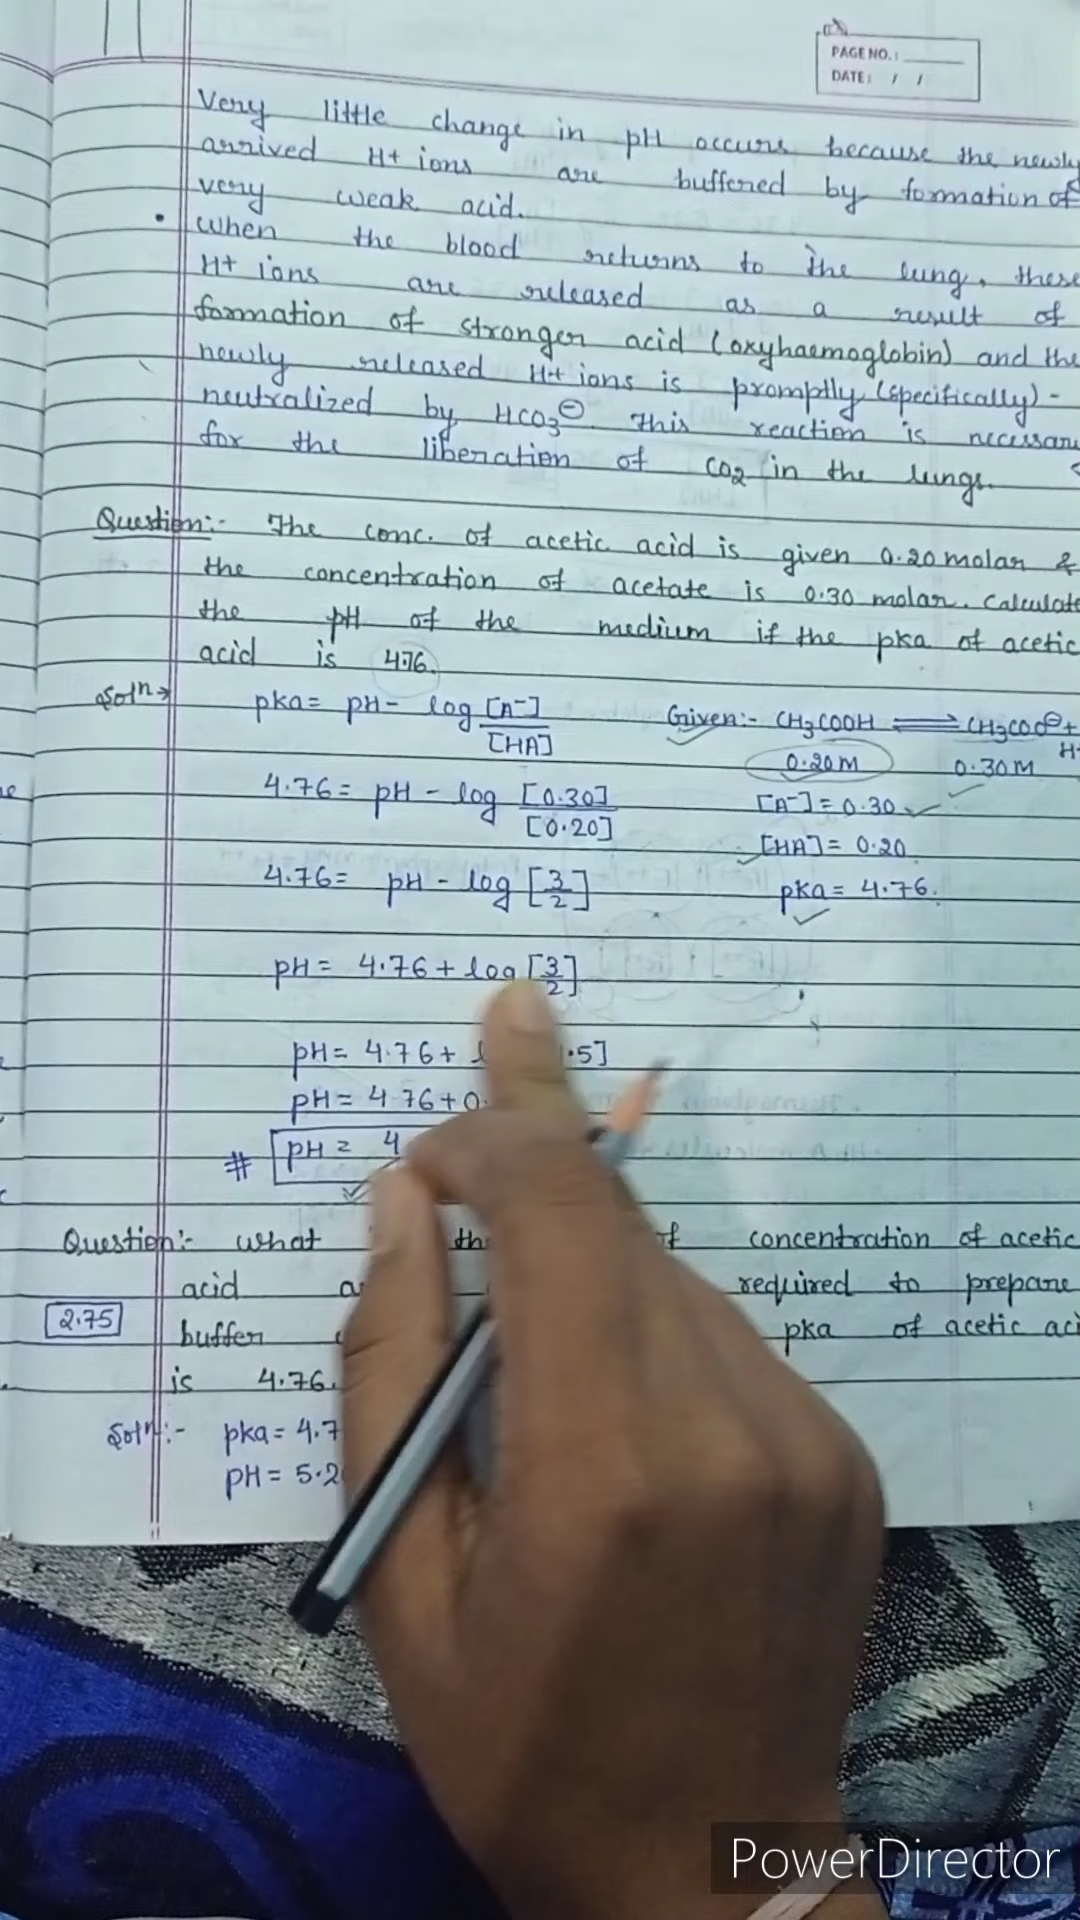 PAGE NO.:
DATE: / /
Very little change in pH occurs because the newly
arrived H+ ions are buffered by formation of
very weak acid.
• when the blood returns to the lung, these
H+ ions are released as a result of
formation of stronger acid (oxyhaemoglobin) and the
newly released H+ ions is promptly (specifically) -
neutralized by HCO3⊖. This reaction is
for the liberation of CO2 in the lungs.
Question:- The conc. of acetic acid is given 0.20 molar &
the concentration of acetate is 0.30 molar. Calculate
the pH of the medium if the pka of acetic
acid is 4.76.
Soln→ pka = pH - log [A-]/[HA]
Given:- CH3COOH ⇌ CH3COO⊖ +
0.20M 0.30M
4.76 = pH - log [0.30]/[0.20]
[A-] = 0.30
[HA] = 0.20
4.76 = pH - log [3/2]
pka = 4.76.
pH = 4.76 + log [3/2]
pH = 4.76 + .5]
pH = 4.76 + 0.
# pH = 4
Question:- what of concentration of acetic
acid required to prepare
2.75
buffer pka of acetic
is 4.76.
Soln:- pka = 4.7
pH = 5.2
PowerDirector